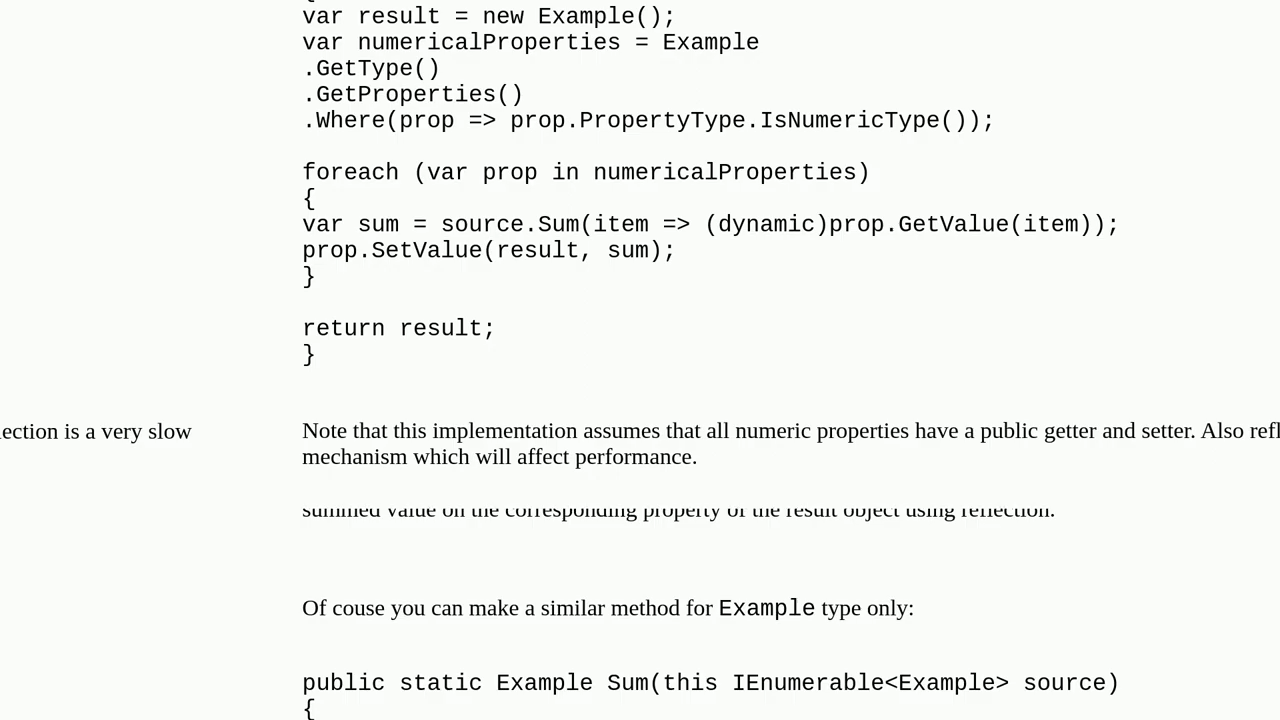 var result = new Example();
var numericalProperties = Example
.GetType()
.GetProperties()
.Where(prop => prop.PropertyType.IsNumericType());
foreach (var prop in numericalProperties)
{
var sum = source.Sum(item => (dynamic)prop.GetValue(item));
prop.SetValue(result, sum);
}
return result;
}
lection is a very slow
Note that this implementation assumes that all numeric properties have a public getter and setter. Also refl
mechanism which will affect performance.
summed value on the corresponding property of the result object using reflection.
Of couse you can make a similar method for Example type only:
public static Example Sum(this IEnumerable<Example> source)
{